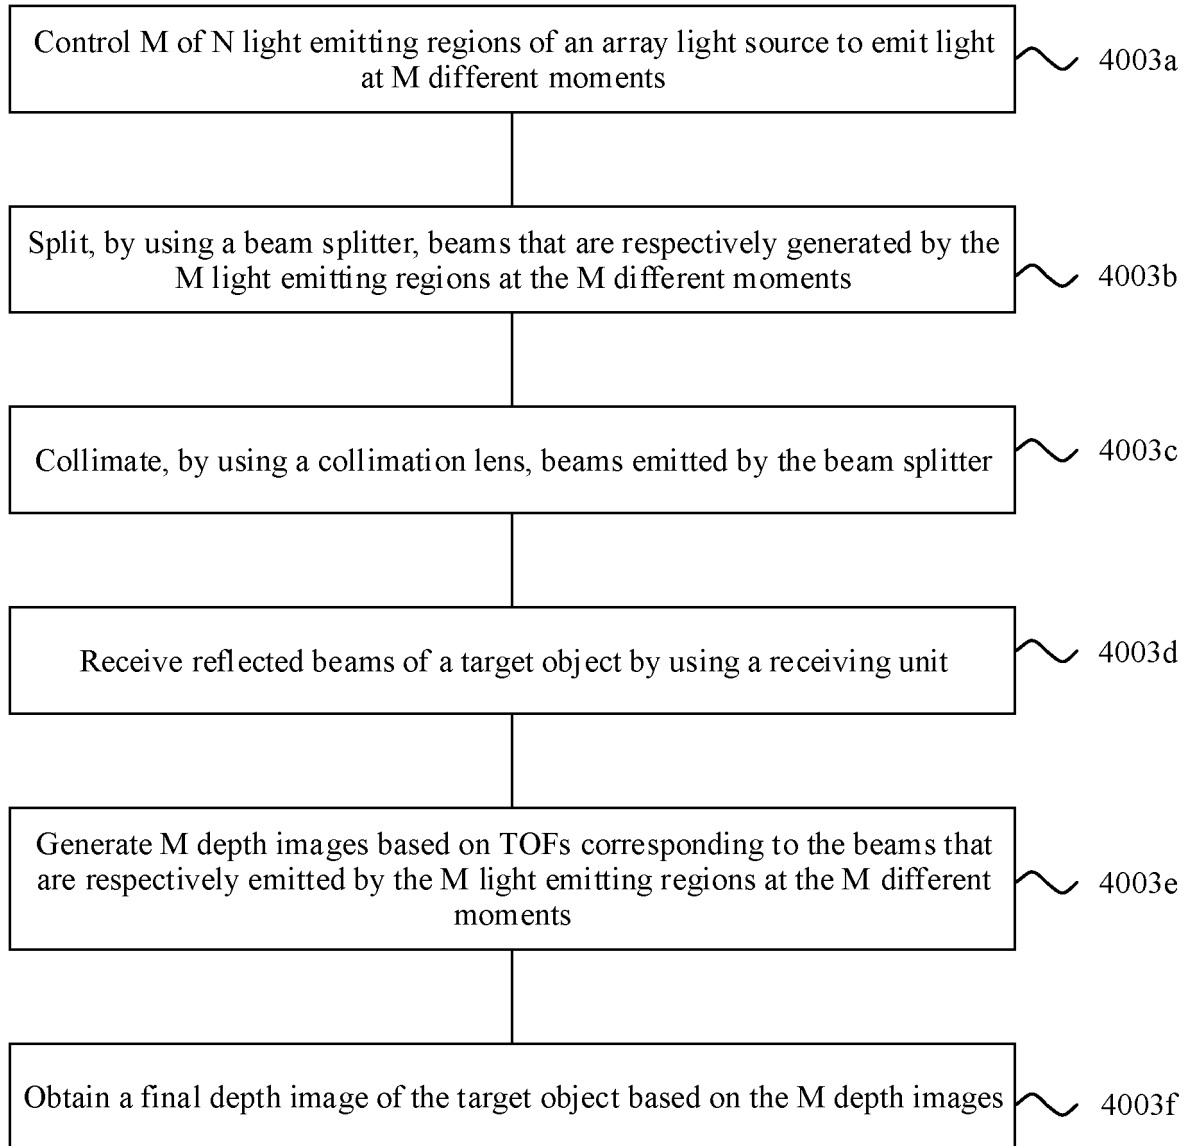 Control M of N light emitting regions of an array light source to emit light
at M different moments
4003a
Split, by using a beam splitter, beams that are respectively generated by the
M light emitting regions at the M different moments
4003b
Collimate, by using a collimation lens, beams emitted by the beam splitter
4003c
Receive reflected beams of a target object by using a receiving unit
4003d
Generate M depth images based on TOFs corresponding to the beams that
are respectively emitted by the M light emitting regions at the M different
moments
4003e
Obtain a final depth image of the target object based on the M depth images
4003f